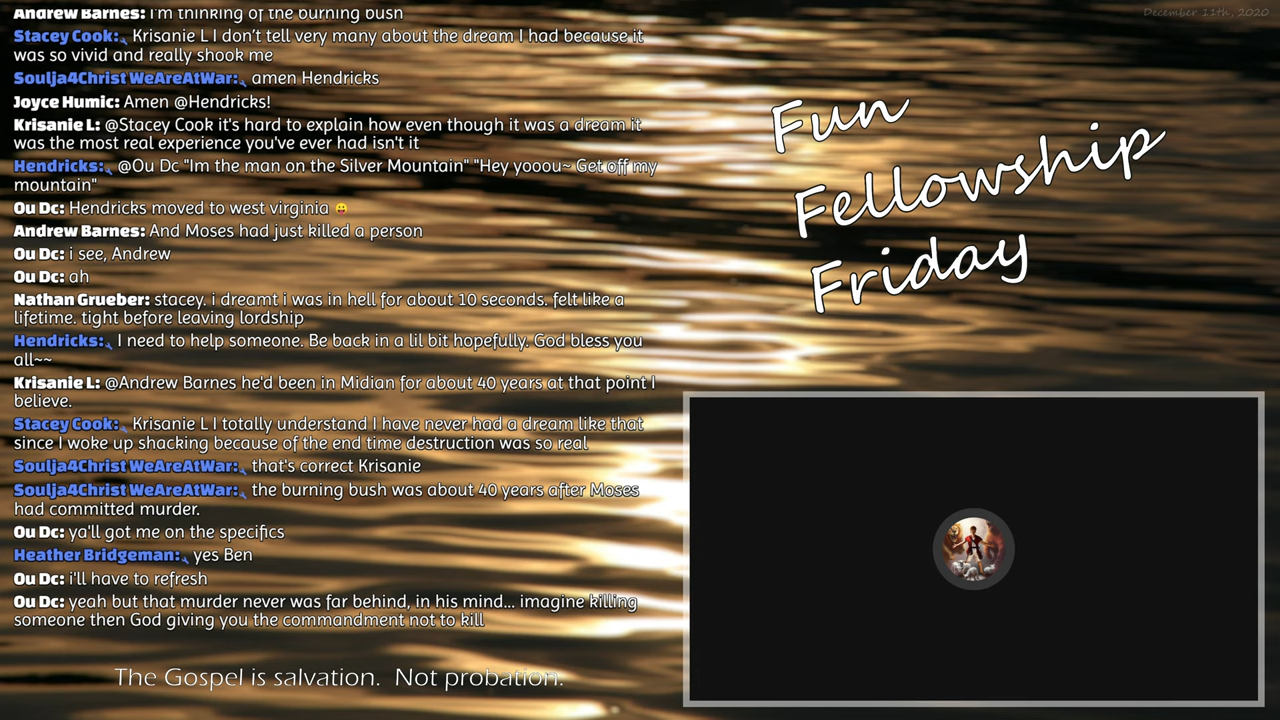 Andrew Barnes: I'm thinking of the burning bush
Stacey Cook: Krisanie L I don't tell very many about the dream I had because it
was so vivid and really shook me
Soulja4Christ WeAreAtWar: amen Hendricks
Joyce Humic: Amen @Hendricks!
Krisanie L: @Stacey Cook it's hard to explain how even though it was a dream it
was the most real experience you've ever had isn't it
Hendricks: @Ou Dc "Im the man on the Silver Mountain" "Hey yooou~ Get off my
mountain"
Ou Dc: Hendricks moved to west virginia 😛
Andrew Barnes: And Moses had just killed a person
Ou Dc: i see, Andrew
Ou Dc: ah
Nathan Grueber: stacey. i dreamt i was in hell for about 10 seconds. felt like a
lifetime. tight before leaving lordship
Hendricks: I need to help someone. Be back in a lil bit hopefully. God bless you
all~~
Krisanie L: @Andrew Barnes he'd been in Midian for about 40 years at that point I
believe.
Stacey Cook: Krisanie L I totally understand I have never had a dream like that
since I woke up shacking because of the end time destruction was so real
Soulja4Christ WeAreAtWar: that's correct Krisanie
Soulja4Christ WeAreAtWar: the burning bush was about 40 years after Moses
had committed murder.
Ou Dc: ya'll got me on the specifics
Heather Bridgeman: yes Ben
Ou Dc: i'll have to refresh
Ou Dc: yeah but that murder never was far behind, in his mind... imagine killing
someone then God giving you the commandment not to kill
The Gospel is salvation. Not probation.
December 11th, 2020
Fun
Fellowship
Friday